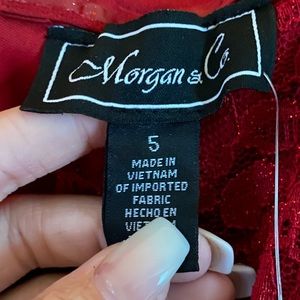 Morgan & Co.
5
MADE IN
VIETNAM
OF IMPORTED
FABRIC
HECHO EN